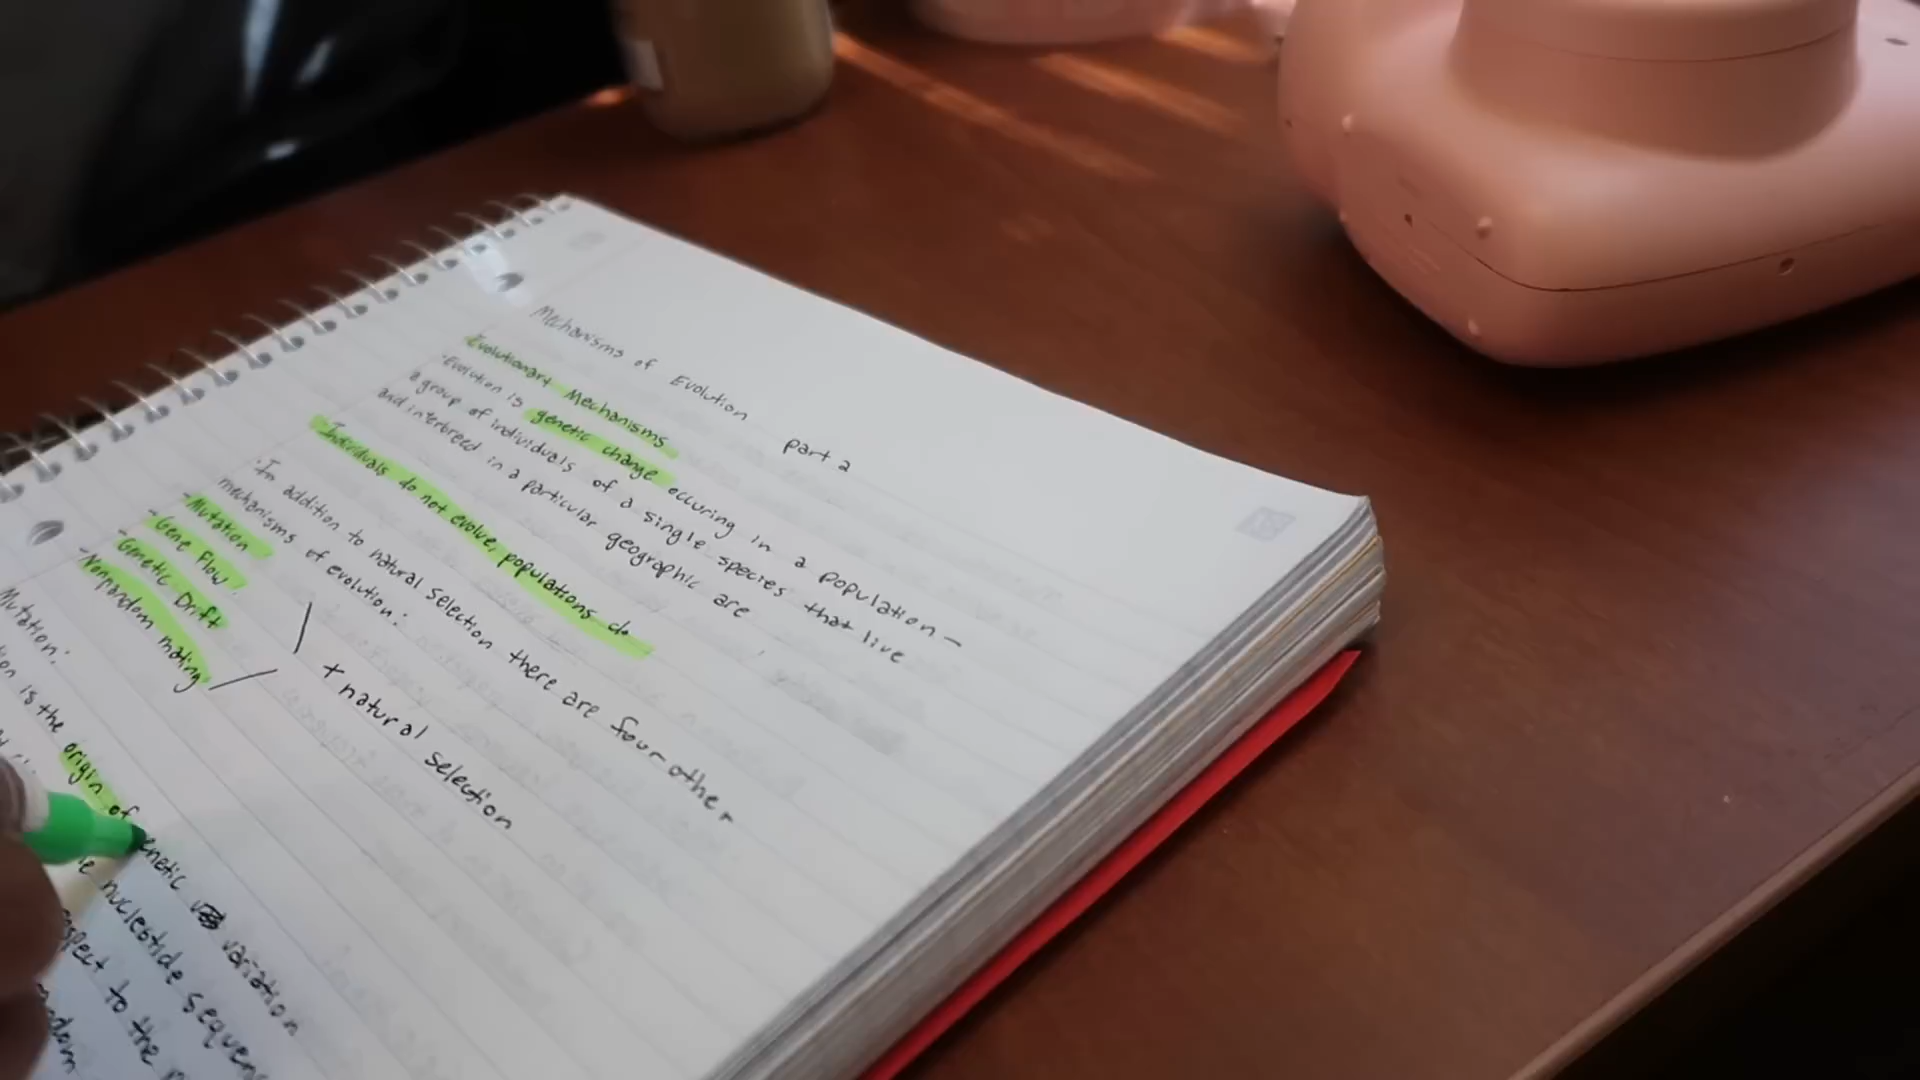 Mechanisms of Evolution part 2
Evolutionary Mechanisms
·Evolution is genetic change occuring in a population –
a group of individuals of a single species that live
and interbreed in a particular geographic are
·Individuals do not evolve, populations do
·In addition to natural selection there are four other
mechanisms of evolution:
-Mutation
-Gene Flow
-Genetic Drift
-Nonrandom mating
+ natural selection
Mutation:
is the origin of genetic variation
nucleotide sequen
to the